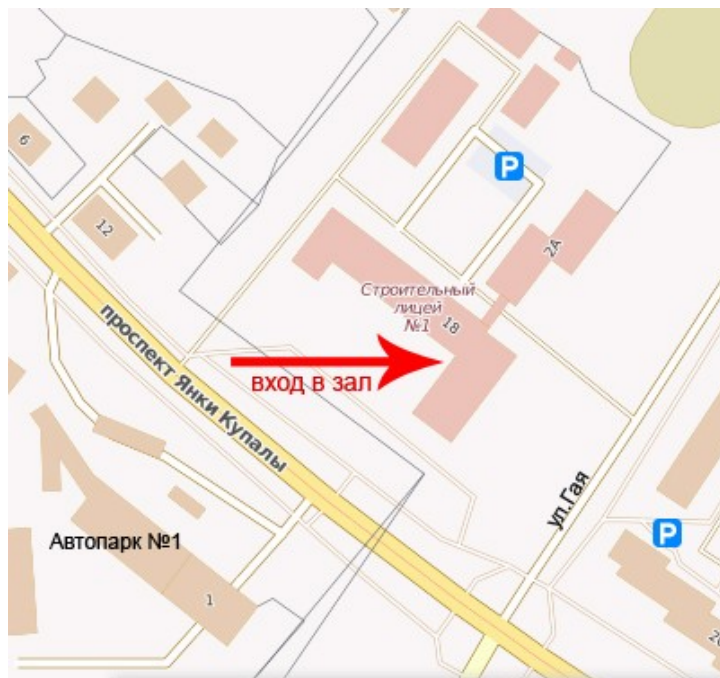 6
12
P
2А
Строительный
лицей
№1
18
вход в зал
проспект Янки Купалы
ул.Гая
P
Автопарк №1
1